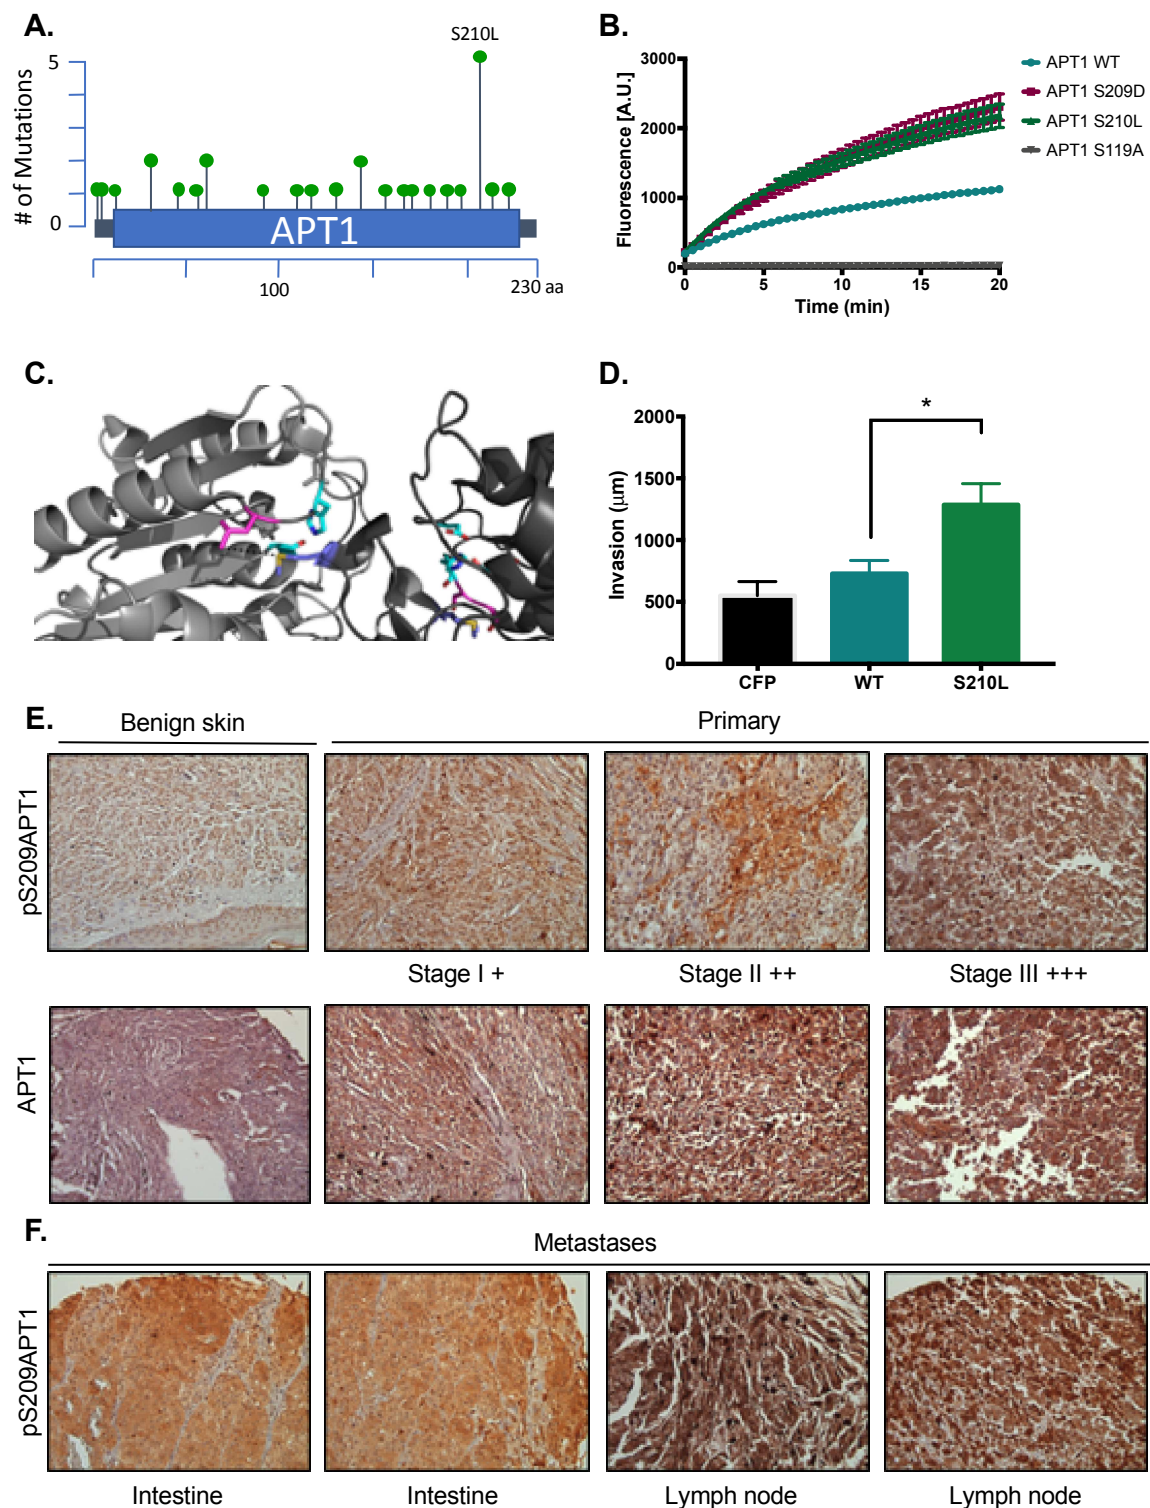 A.
S210L
5
0
# of Mutations
APT1
100
230 aa
B.
3000
2000
1000
0
Fluorescence [A.U.]
0 5 10 15 20
Time (min)
APT1 WT
APT1 S209D
APT1 S210L
APT1 S119A
C.
D.
2000
1500
1000
500
0
Invasion (μm)
*
CFP WT S210L
E.
Benign skin
Primary
pS209APT1
Stage I +
Stage II ++
Stage III +++
APT1
F.
Metastases
pS209APT1
Intestine
Intestine
Lymph node
Lymph node